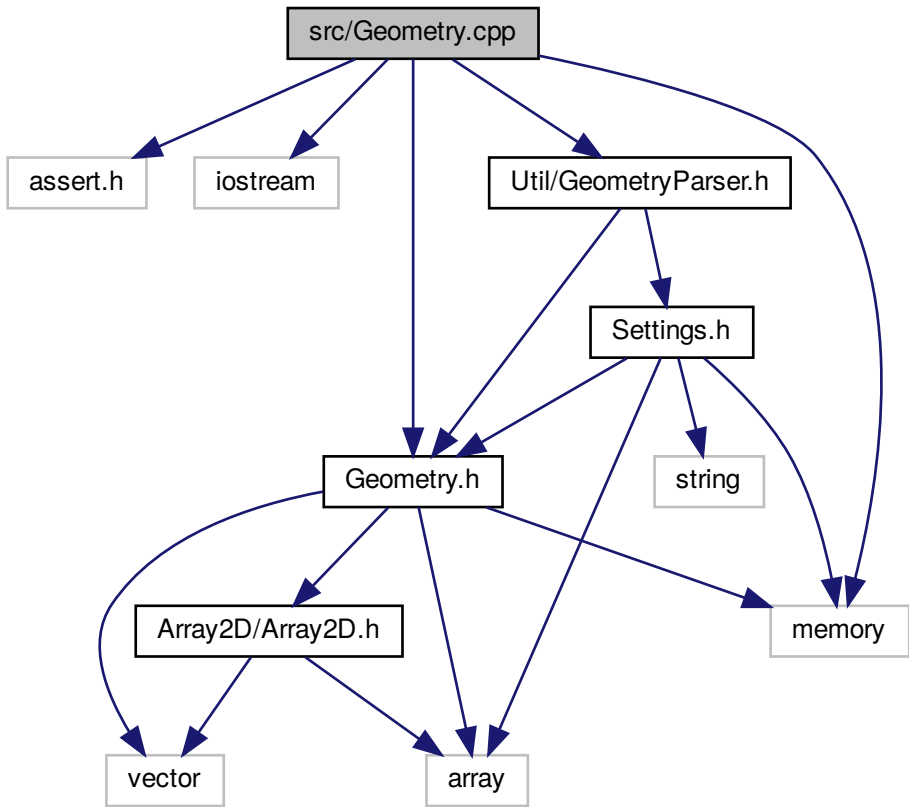 src/Geometry.cpp
assert.h
iostream
Util/GeometryParser.h
Settings.h
Geometry.h
string
Array2D/Array2D.h
memory
vector
array